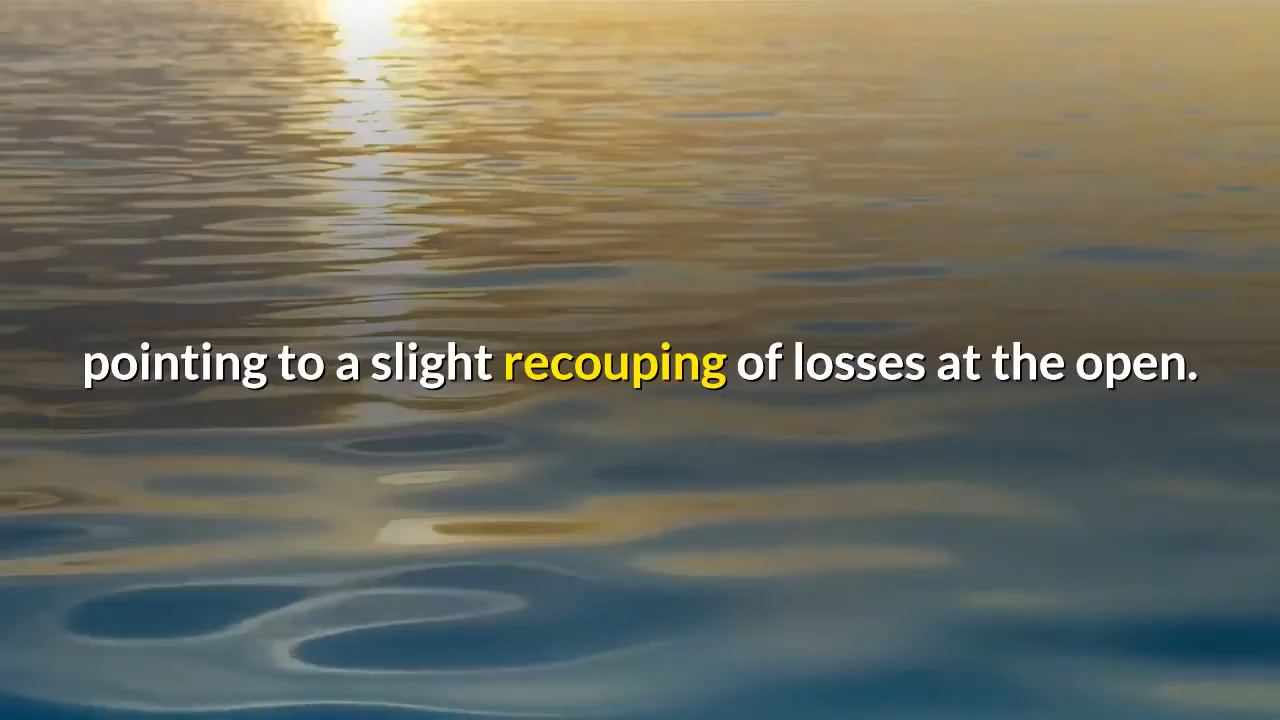 pointing to a slight recouping of losses at the open.